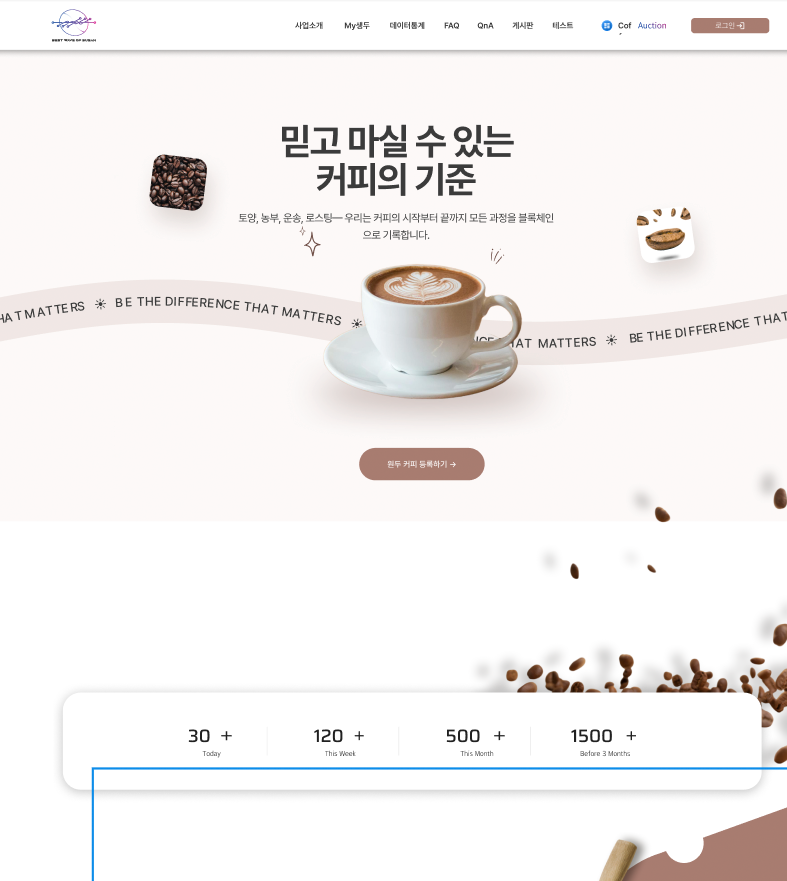 BEST WAVE OF BUSAN
사업소개 My생두 데이터통계 FAQ QnA 게시판 테스트 Cof Auction 로그인
믿고 마실 수 있는
커피의 기준
토양, 농부, 운송, 로스팅— 우리는 커피의 시작부터 끝까지 모든 과정을 블록체인
으로 기록합니다.
HAT MATTERS ☀ BE THE DIFFERENCE THAT MATTERS ☀ THAT MATTERS ☀ BE THE DIFFERENCE THAT
원두 커피 등록하기 →
30 + 120 + 500 + 1500 +
Today This Week This Month Before 3 Months